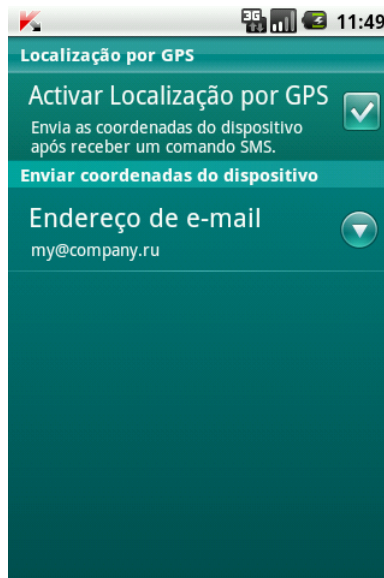 3G 11:49
Localização por GPS
Activar Localização por GPS
Envia as coordenadas do dispositivo
após receber um comando SMS.
Enviar coordenadas do dispositivo
Endereço de e-mail
my@company.ru